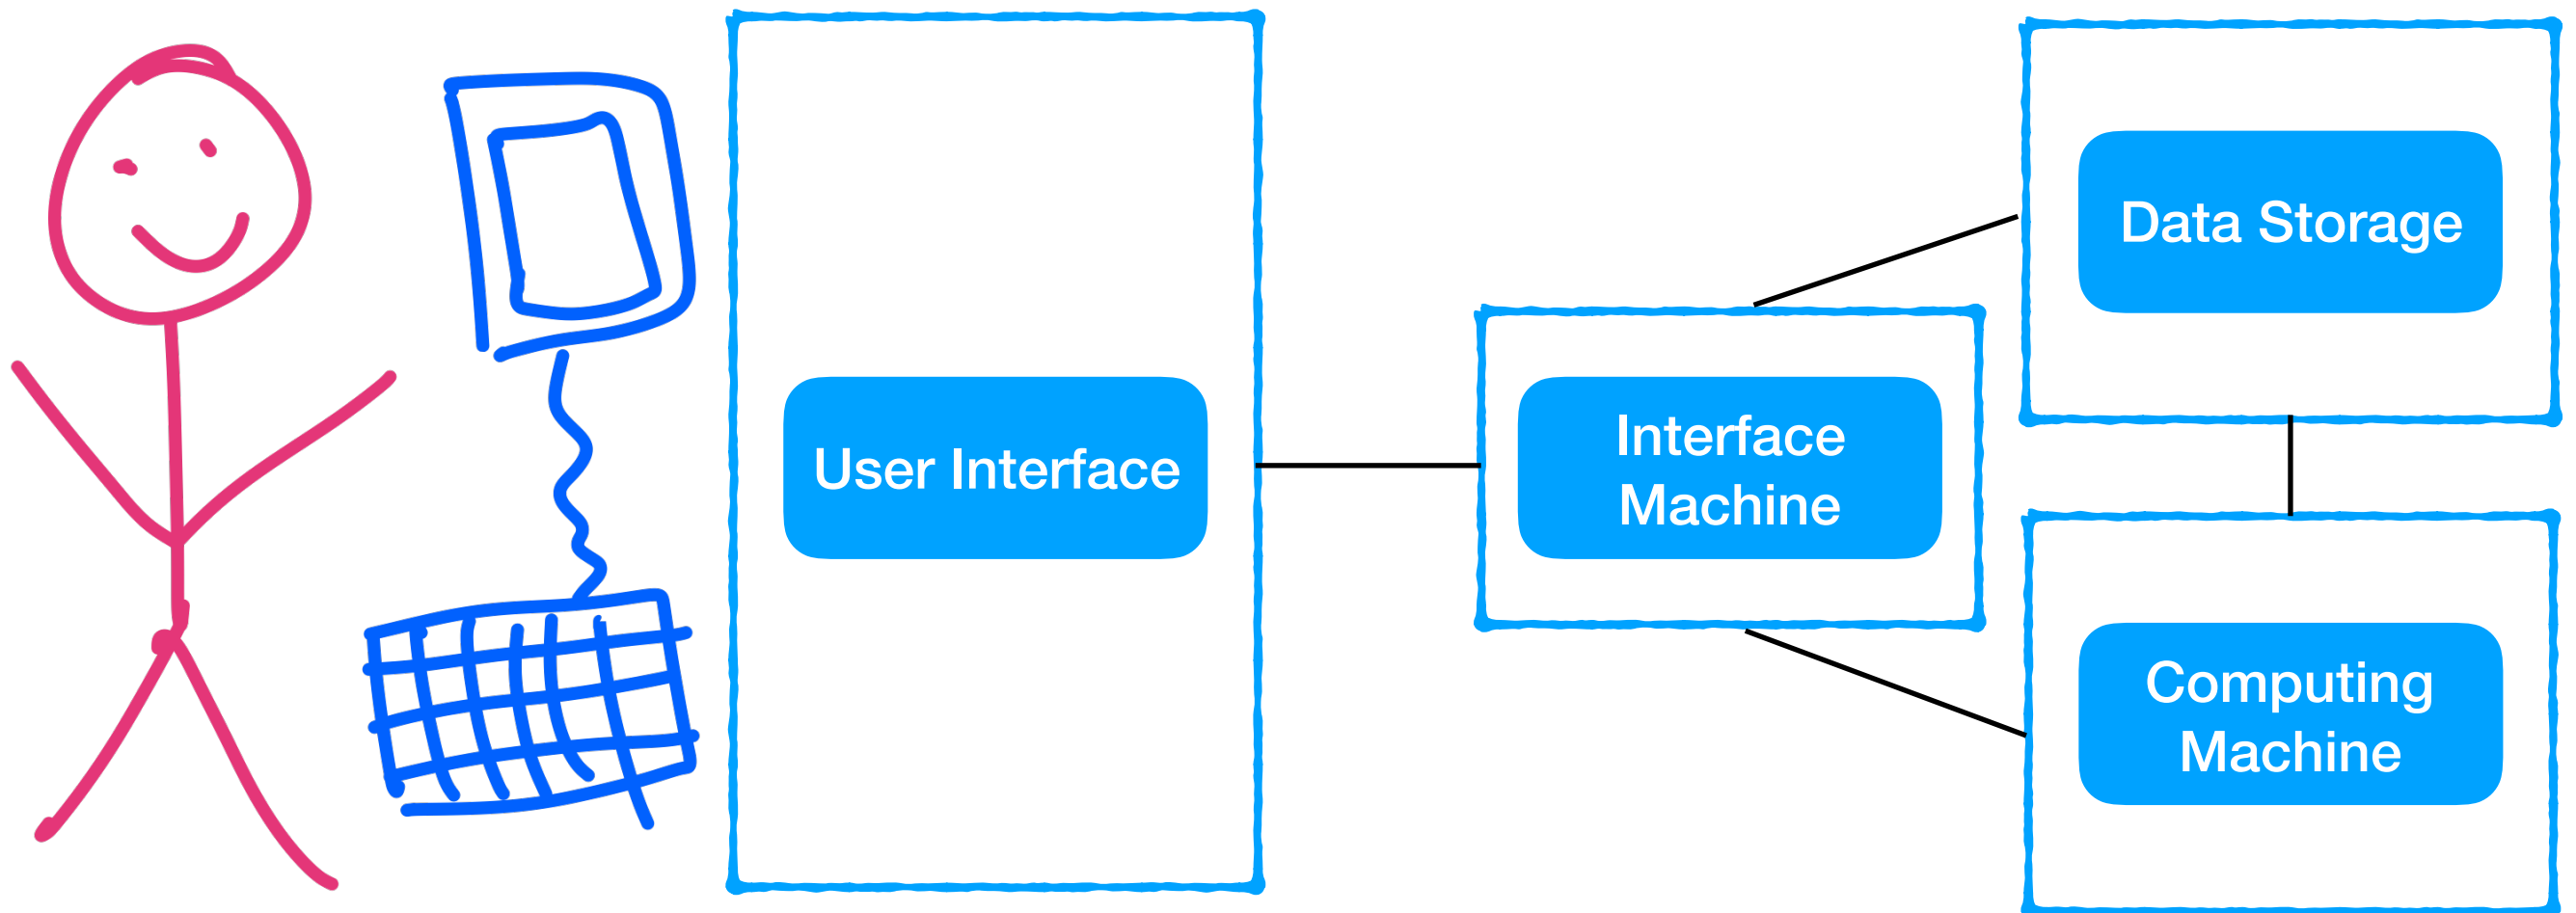 User Interface
Interface
Machine
Data Storage
Computing
Machine